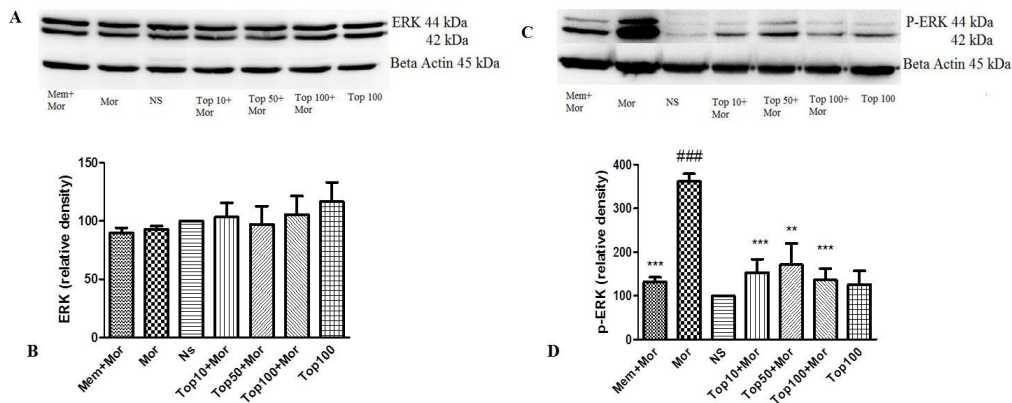 A
ERK 44 kDa
42 kDa
Beta Actin 45 kDa
Mem+
Mor
Mor
NS
Top 10+
Mor
Top 50+
Mor
Top 100+
Mor
Top 100
B
ERK (relative density)
150
100
50
0
Mem+Mor
Mor
Ns
Top10+Mor
Top50+Mor
Top100+Mor
Top100
C
P-ERK 44 kDa
42 kDa
Beta Actin 45 kDa
Mem+
Mor
Mor
NS
Top 10+
Mor
Top 50+
Mor
Top 100+
Mor
Top 100
D
p-ERK (relative density)
400
300
200
100
0
***
###
***
**
***
Mem+Mor
Mor
NS
Top10+Mor
Top50+Mor
Top100+Mor
Top100